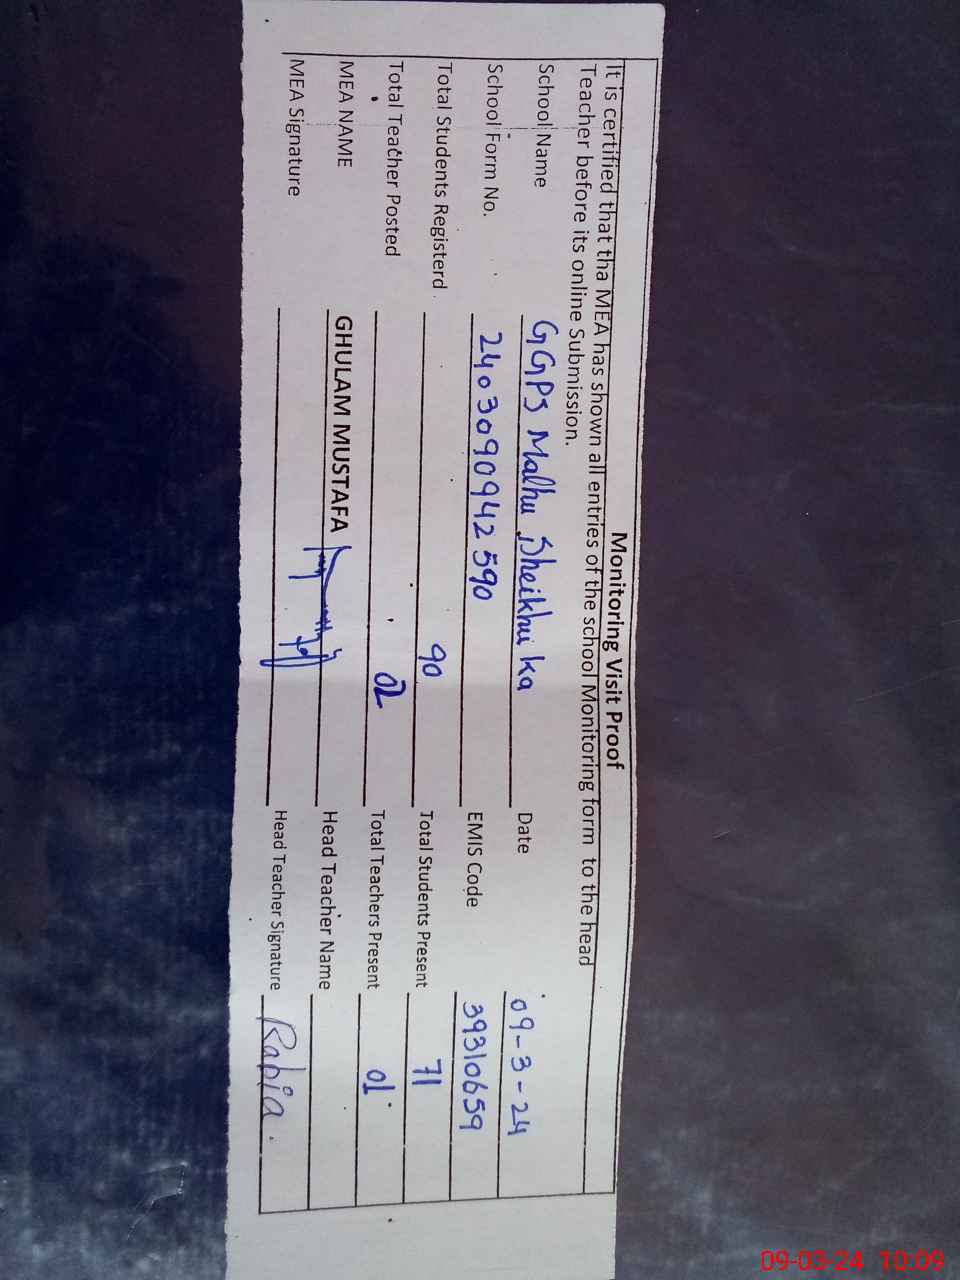 Monitoring Visit Proof
It is certified that tha MEA has shown all entries of the school Monitoring form to the head
Teacher before its online Submission.
School Name GGPS Malhu Sheikhu ka Date 09-3-24
School Form No. 240309094 2590 EMIS Code 39310659
Total Students Registerd 90 Total Students Present 71
Total Teacher Posted 02 Total Teachers Present 01
MEA NAME GHULAM MUSTAFA Head Teacher Name
MEA Signature Head Teacher Signature Rabia.
09-03-24 10:09